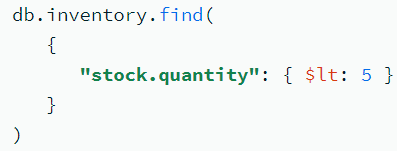 db.inventory.find(
   {
      "stock.quantity": { $lt: 5 }
   }
)